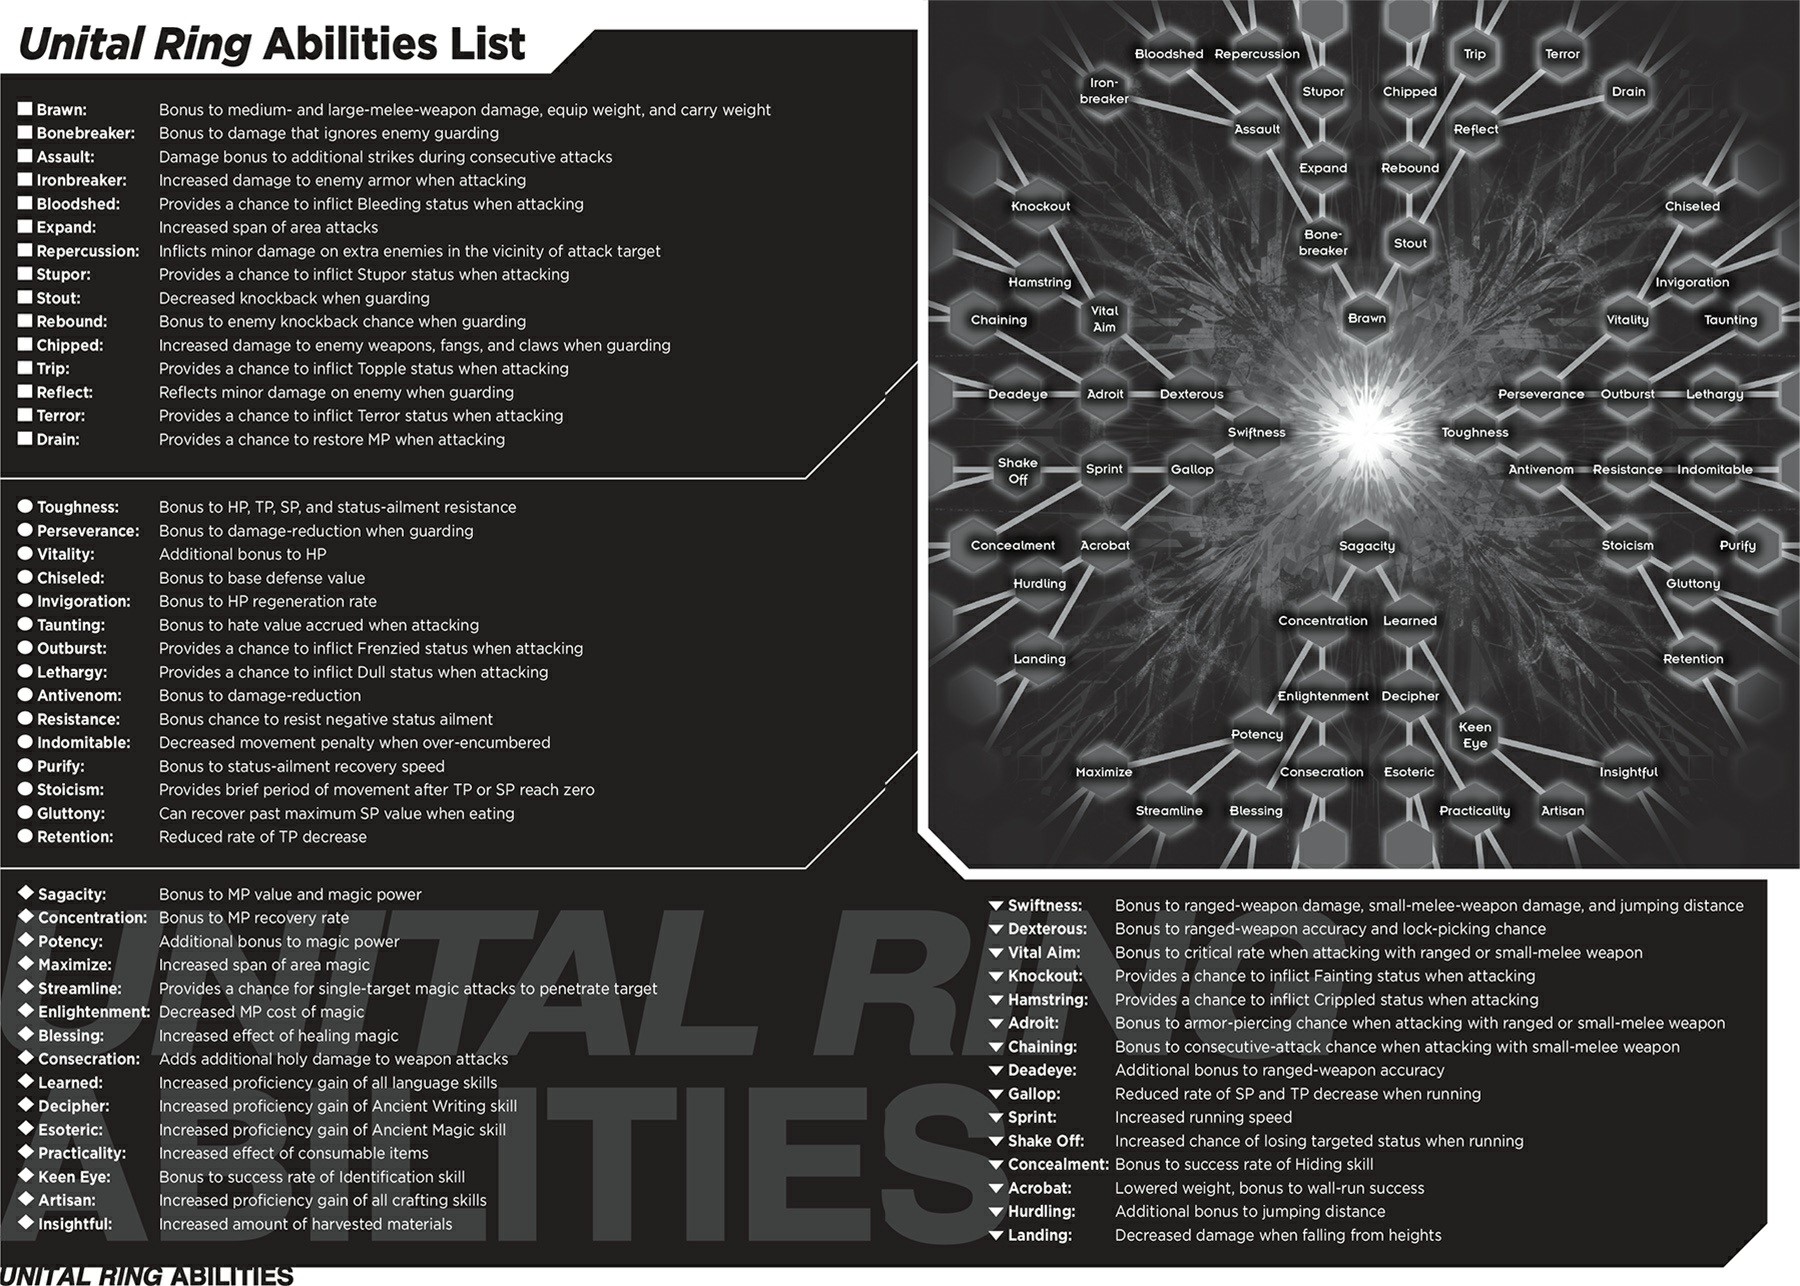 Unital Ring Abilities List
Brawn: Bonus to medium- and large-melee-weapon damage, equip weight, and carry weight
Bonebreaker: Bonus to damage that ignores enemy guarding
Assault: Damage bonus to additional strikes during consecutive attacks
Ironbreaker: Increased damage to enemy armor when attacking
Bloodshed: Provides a chance to inflict Bleeding status when attacking
Expand: Increased span of area attacks
Repercussion: Inflicts minor damage on extra enemies in the vicinity of attack target
Stupor: Provides a chance to inflict Stupor status when attacking
Stout: Decreased knockback when guarding
Rebound: Bonus to enemy knockback chance when guarding
Chipped: Increased damage to enemy weapons, fangs, and claws when guarding
Trip: Provides a chance to inflict Topple status when attacking
Reflect: Reflects minor damage on enemy when guarding
Terror: Provides a chance to inflict Terror status when attacking
Drain: Provides a chance to restore MP when attacking
Toughness: Bonus to HP, TP, SP, and status-ailment resistance
Perseverance: Bonus to damage-reduction when guarding
Vitality: Additional bonus to HP
Chiseled: Bonus to base defense value
Invigoration: Bonus to HP regeneration rate
Taunting: Bonus to hate value accrued when attacking
Outburst: Provides a chance to inflict Frenzied status when attacking
Lethargy: Provides a chance to inflict Dull status when attacking
Antivenom: Bonus to damage-reduction
Resistance: Bonus chance to resist negative status ailment
Indomitable: Decreased movement penalty when over-encumbered
Purify: Bonus to status-ailment recovery speed
Stoicism: Provides brief period of movement after TP or SP reach zero
Gluttony: Can recover past maximum SP value when eating
Retention: Reduced rate of TP decrease
Sagacity: Bonus to MP value and magic power
Concentration: Bonus to MP recovery rate
Potency: Additional bonus to magic power
Maximize: Increased span of area magic
Streamline: Provides a chance for single-target magic attacks to penetrate target
Enlightenment: Decreased MP cost of magic
Blessing: Increased effect of healing magic
Consecration: Adds additional holy damage to weapon attacks
Learned: Increased proficiency gain of all language skills
Decipher: Increased proficiency gain of Ancient Writing skill
Esoteric: Increased proficiency gain of Ancient Magic skill
Practicality: Increased effect of consumable items
Keen Eye: Bonus to success rate of Identification skill
Artisan: Increased proficiency gain of all crafting skills
Insightful: Increased amount of harvested materials
Bloodshed Repercussion Trip Terror
Iron-
breaker Stupor Chipped Drain
Assault Reflect
Expand Rebound
Knockout Chiseled
Bone-
breaker Stout
Hamstring Invigoration
Chaining Vital
Aim Brawn Vitality Taunting
Deadeye Adroit Dexterous Perseverance Outburst Lethargy
Swiftness Toughness
Shake
Off Sprint Gallop Antivenom Resistance Indomitable
Concealment Acrobat Sagacity Stoicism Purify
Hurdling Gluttony
Concentration Learned
Landing Retention
Enlightenment Decipher
Potency Keen
Eye
Maximize Consecration Esoteric Insightful
Streamline Blessing Practicality Artisan
Swiftness: Bonus to ranged-weapon damage, small-melee-weapon damage, and jumping distance
Dexterous: Bonus to ranged-weapon accuracy and lock-picking chance
Vital Aim: Bonus to critical rate when attacking with ranged or small-melee weapon
Knockout: Provides a chance to inflict Fainting status when attacking
Hamstring: Provides a chance to inflict Crippled status when attacking
Adroit: Bonus to armor-piercing chance when attacking with ranged or small-melee weapon
Chaining: Bonus to consecutive-attack chance when attacking with small-melee weapon
Deadeye: Additional bonus to ranged-weapon accuracy
Gallop: Reduced rate of SP and TP decrease when running
Sprint: Increased running speed
Shake Off: Increased chance of losing targeted status when running
Concealment: Bonus to success rate of Hiding skill
Acrobat: Lowered weight, bonus to wall-run success
Hurdling: Additional bonus to jumping distance
Landing: Decreased damage when falling from heights
UNITAL RING
ABILITIES
UNITAL RING ABILITIES